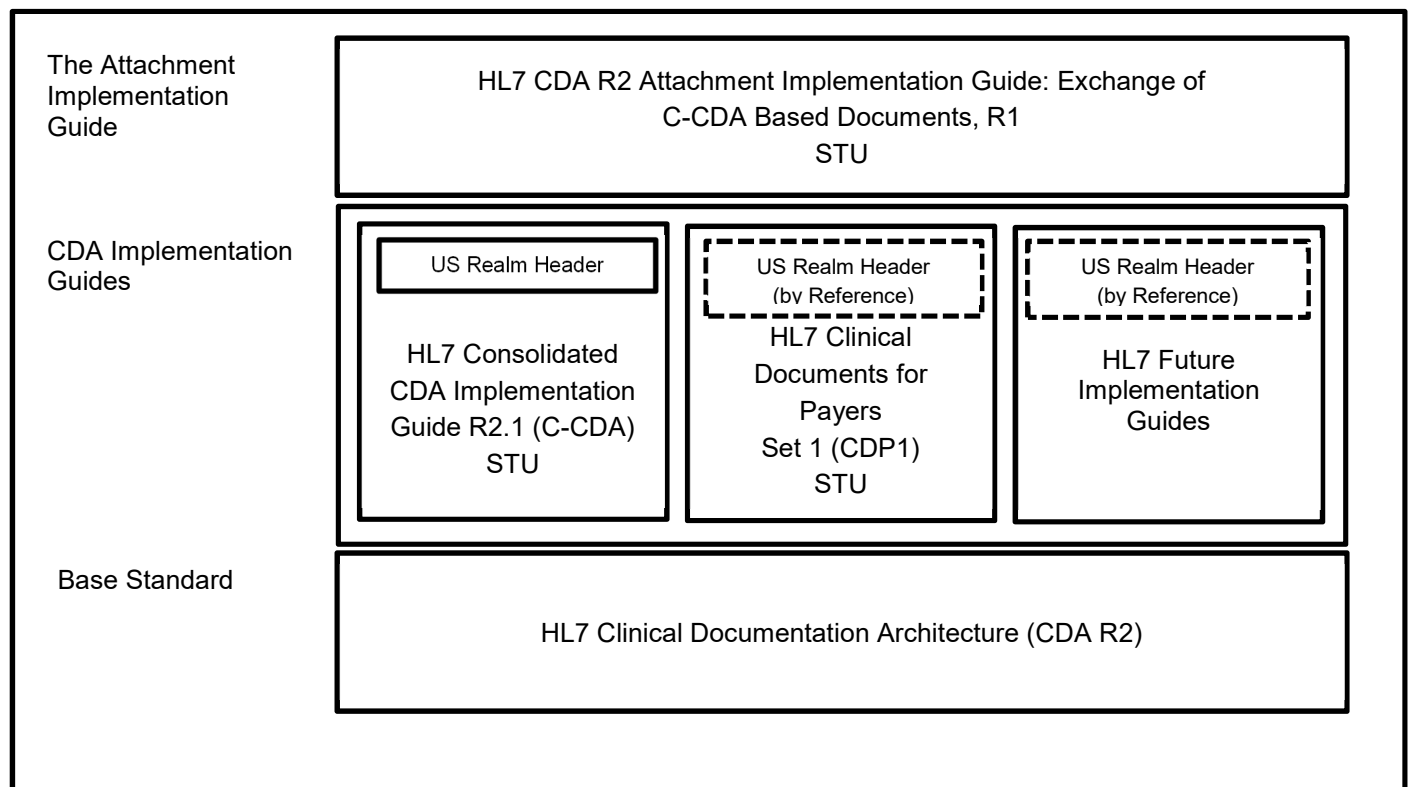 The Attachment
Implementation
Guide
HL7 CDA R2 Attachment Implementation Guide: Exchange of
C-CDA Based Documents, R1
STU
CDA Implementation
Guides
US Realm Header
HL7 Consolidated
CDA Implementation
Guide R2.1 (C-CDA)
STU
US Realm Header
(by Reference)
HL7 Clinical
Documents for
Payers
Set 1 (CDP1)
STU
US Realm Header
(by Reference)
HL7 Future
Implementation
Guides
Base Standard
HL7 Clinical Documentation Architecture (CDA R2)